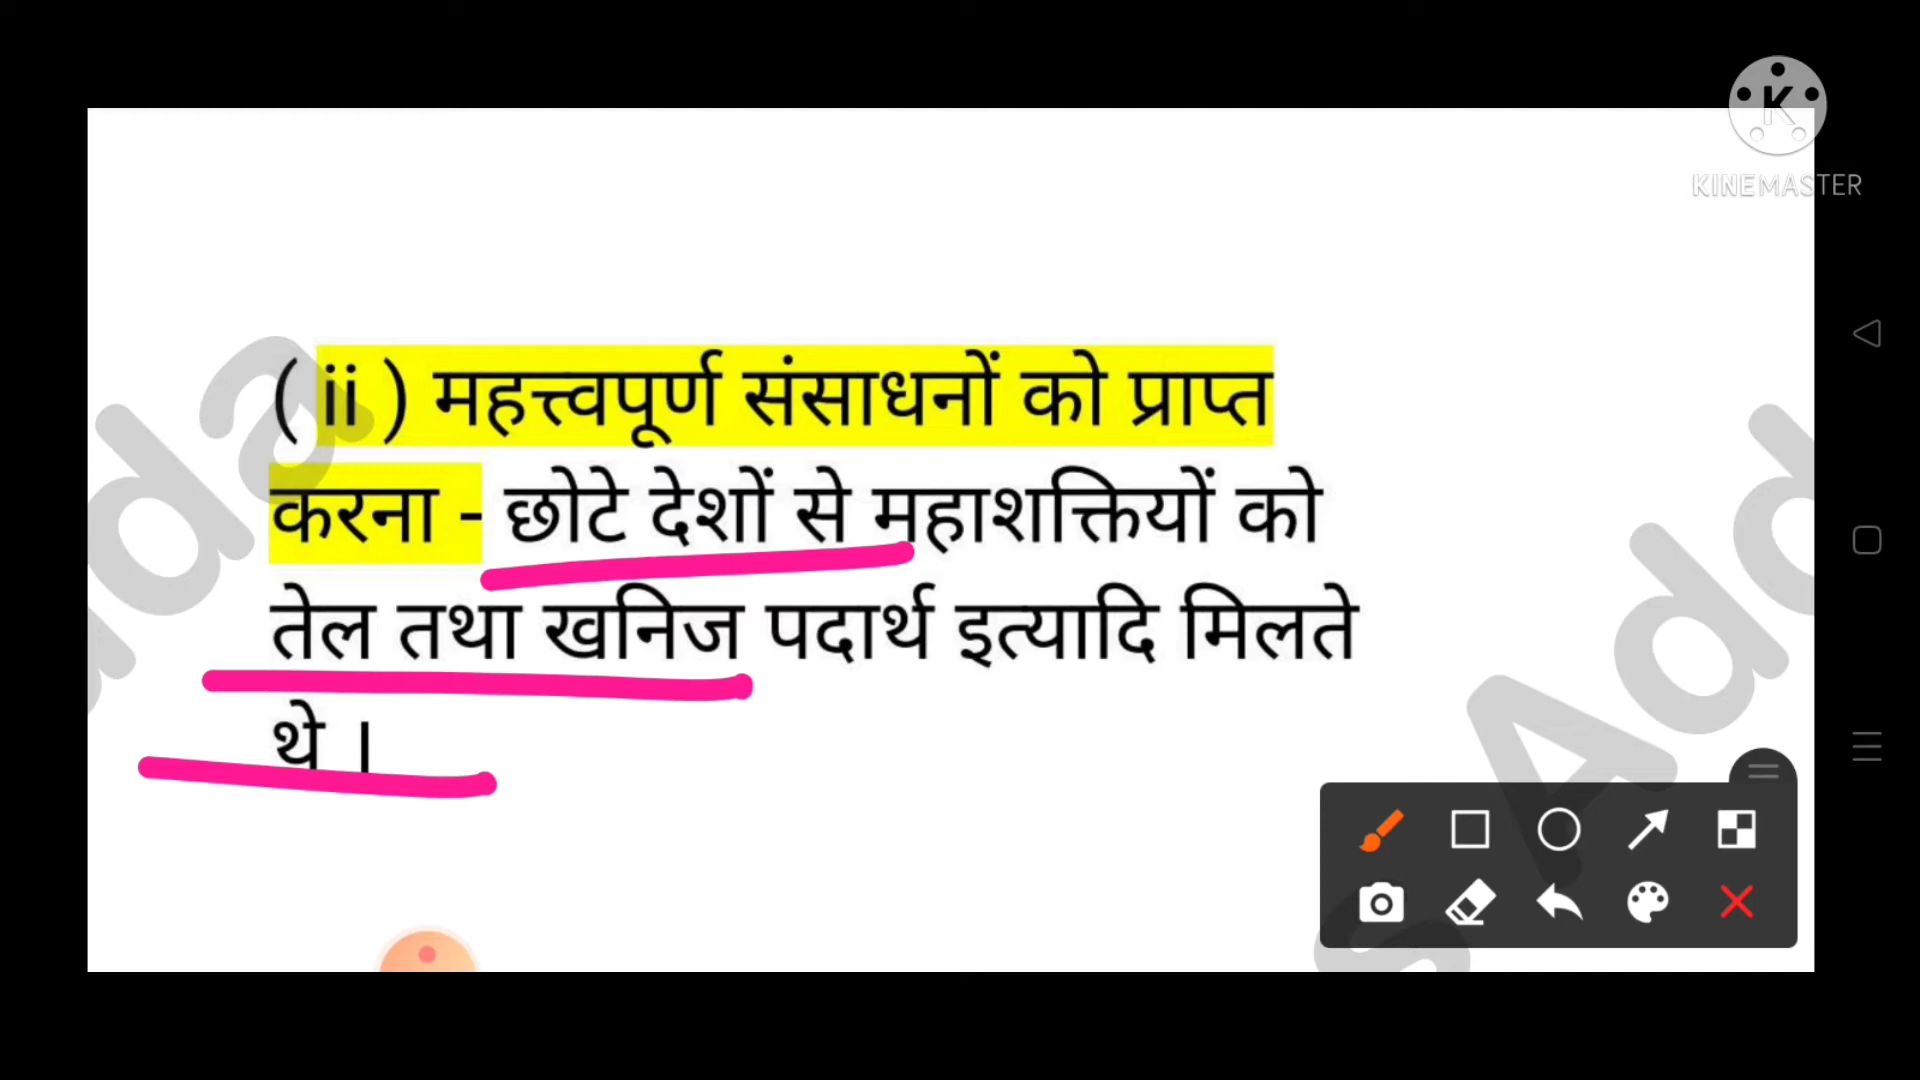 KINEMASTER
( ii ) महत्त्वपूर्ण संसाधनों को प्राप्त
करना - छोटे देशों से महाशक्तियों को
तेल तथा खनिज पदार्थ इत्यादि मिलते
थे ।